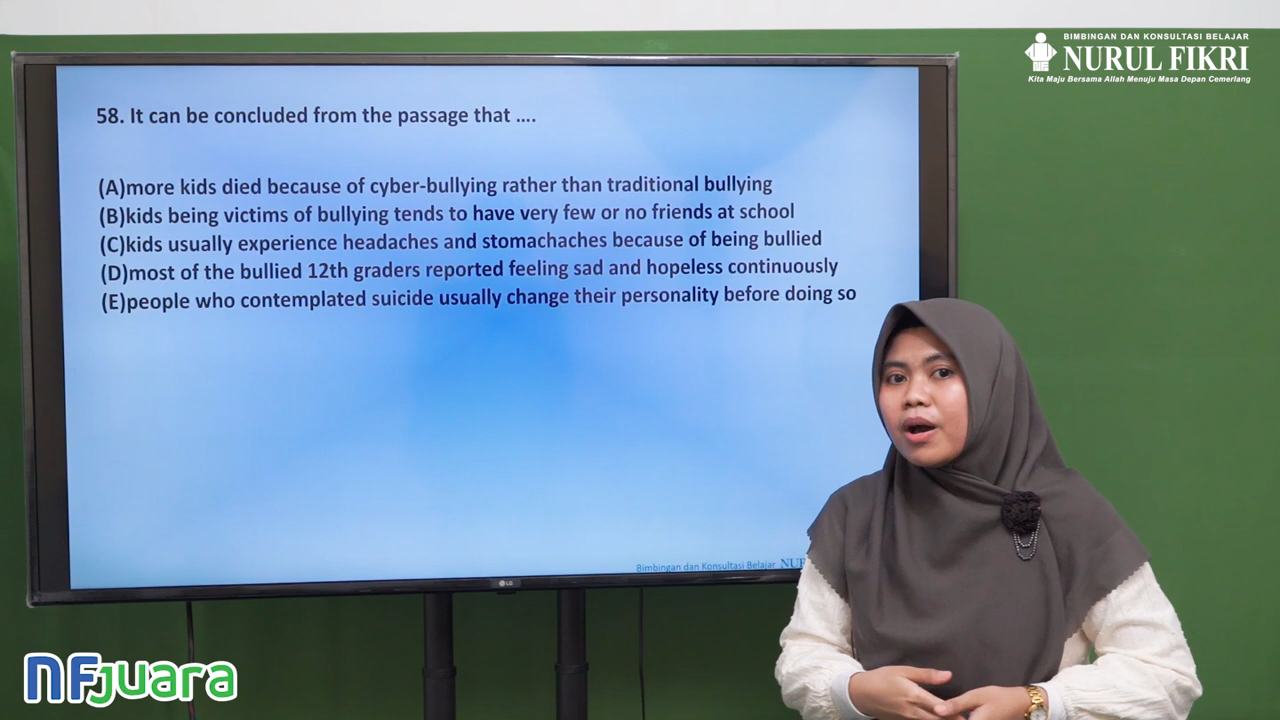 BIMBINGAN DAN KONSULTASI BELAJAR
NURUL FIKRI
Kita Maju Bersama Allah Menuju Masa Depan Cemerlang
58. It can be concluded from the passage that ....
(A)more kids died because of cyber-bullying rather than traditional bullying
(B)kids being victims of bullying tends to have very few or no friends at school
(C)kids usually experience headaches and stomachaches because of being bullied
(D)most of the bullied 12th graders reported feeling sad and hopeless continuously
(E)people who contemplated suicide usually change their personality before doing so
Bimbingan dan Konsultasi Belajar
LG
NFjuara